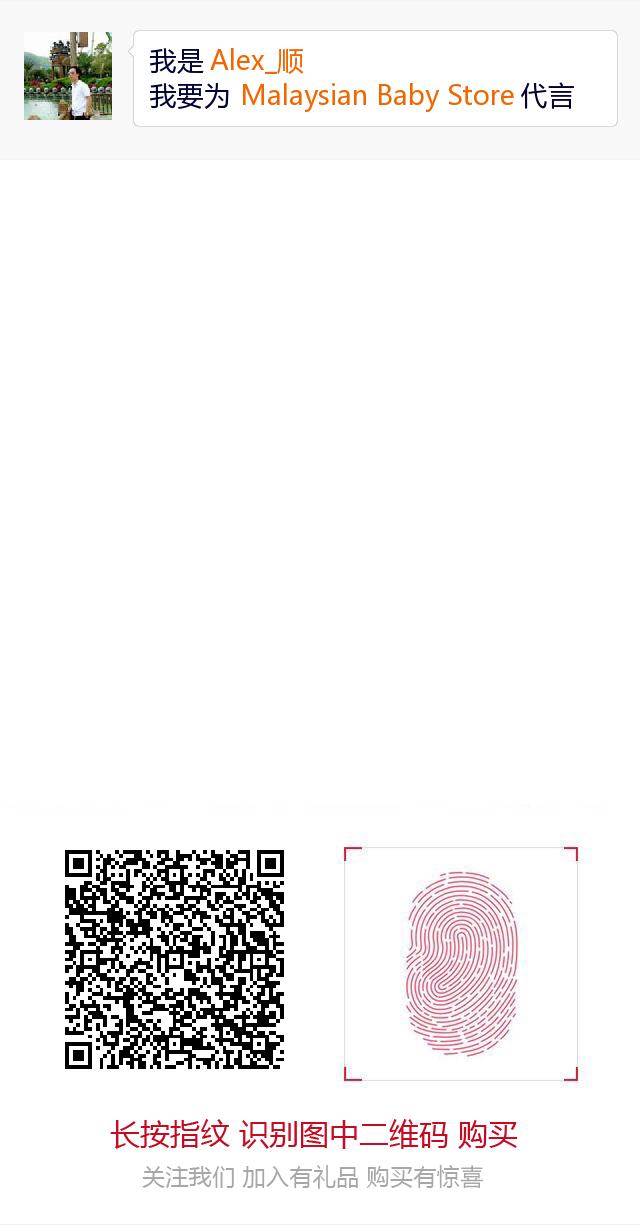 我是 Alex_顺
我要为 Malaysian Baby Store 代言
长按指纹 识别图中二维码 购买
关注我们 加入有礼品 购买有惊喜